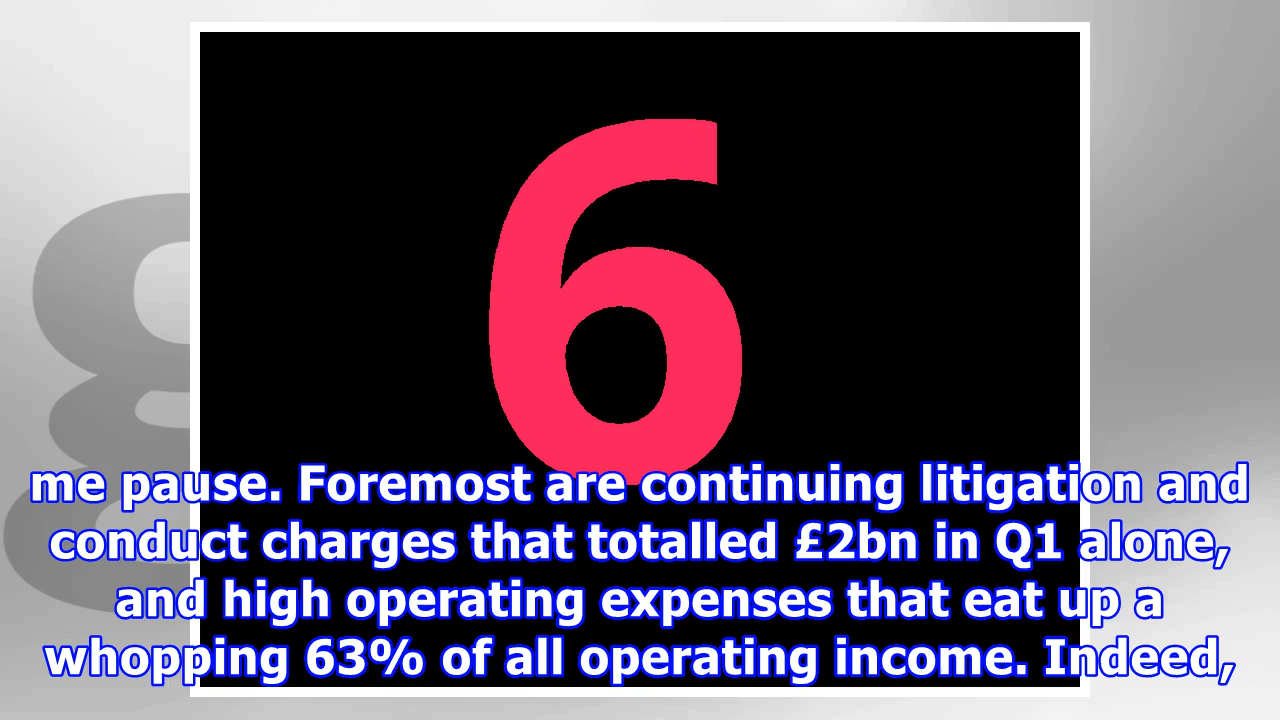 6
me pause. Foremost are continuing litigation and
conduct charges that totalled £2bn in Q1 alone,
and high operating expenses that eat up a
whopping 63% of all operating income. Indeed,